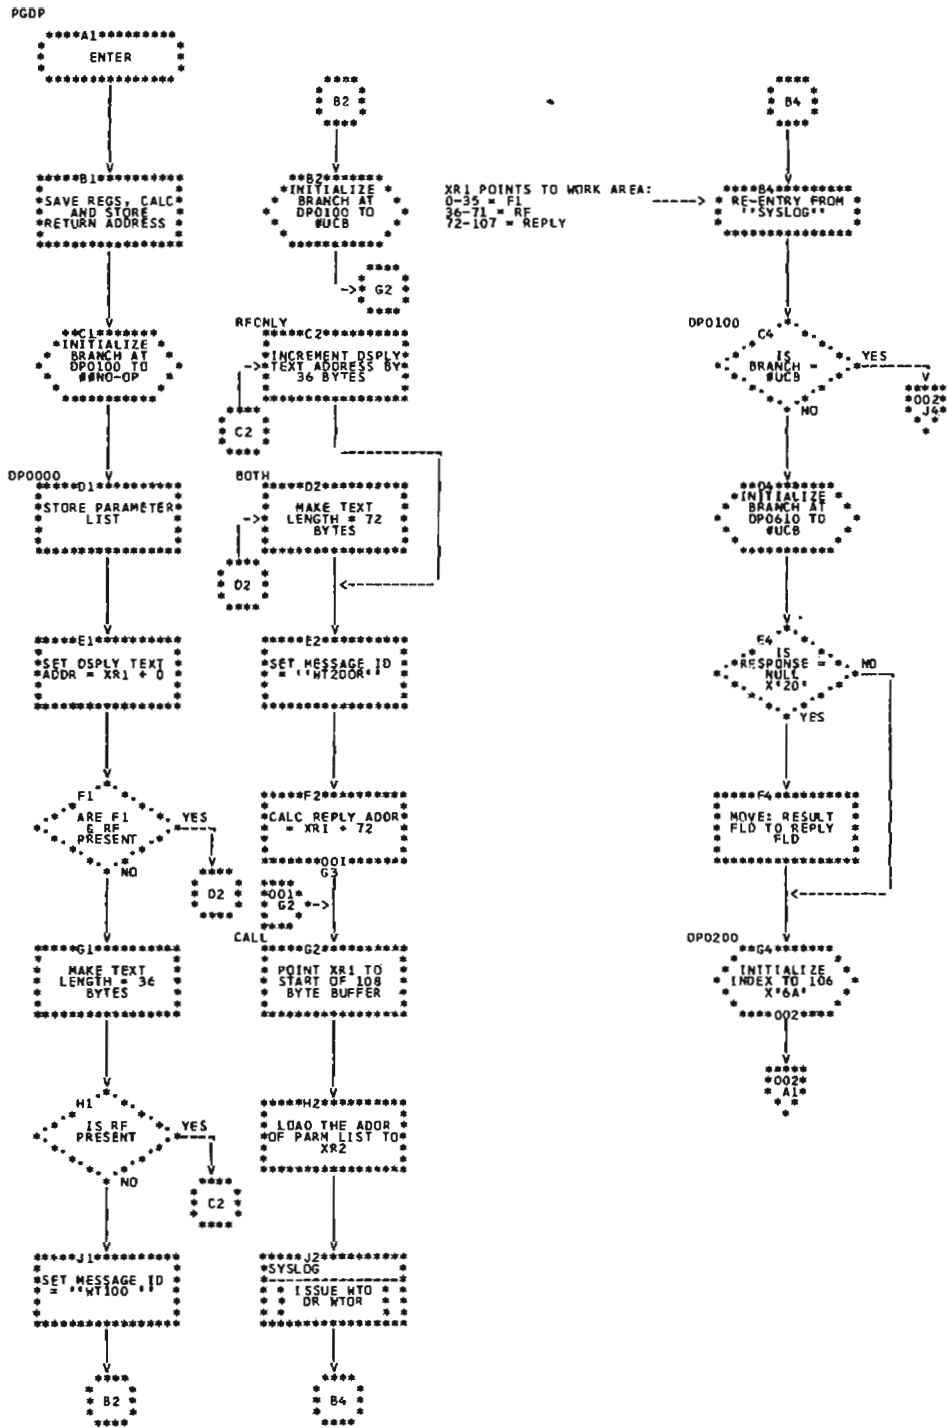 PGDP
A1
ENTER
B1
SAVE REGS, CALC
AND STORE
RETURN ADDRESS
C1
INITIALIZE
BRANCH AT
DP0100 TO
##NO-OP
DP0000
D1
STORE PARAMETER
LIST
E1
SET DSPLY TEXT
ADDR = XR1 + 0
F1
ARE F1
& RF
PRESENT
YES
NO
D2
G1
MAKE TEXT
LENGTH = 36
BYTES
H1
IS RF
PRESENT
YES
NO
C2
J1
SET MESSAGE ID
= ''WT100 ''
B2
B2
B2
INITIALIZE
BRANCH AT
DP0100 TO
#UCB
G2
RFONLY
C2
INCREMENT DSPLY
TEXT ADDRESS BY
36 BYTES
C2
BOTH
D2
MAKE TEXT
LENGTH = 72
BYTES
D2
E2
SET MESSAGE ID
= ''WT200R''
F2
CALC REPLY ADDR
= XR1 + 72
001
G3
001
G2
CALL
G2
POINT XR1 TO
START OF 108
BYTE BUFFER
H2
LOAD THE ADDR
OF PARM LIST TO
XR2
J2
SYSLOG
ISSUE WTO
OR WTOR
B4
XR1 POINTS TO WORK AREA:
0-35 = F1
36-71 = RF
72-107 = REPLY
B4
B4
RE-ENTRY FROM
''SYSLOG''
DP0100
C4
IS
BRANCH =
#UCB
YES
NO
002
J4
D4
INITIALIZE
BRANCH AT
DP0610 TO
#UCB
E4
IS
RESPONSE =
NULL
X'20'
NO
YES
F4
MOVE: RESULT
FLD TO REPLY
FLD
DP0200
G4
INITIALIZE
INDEX TO 106
X'6A'
002
002
A1